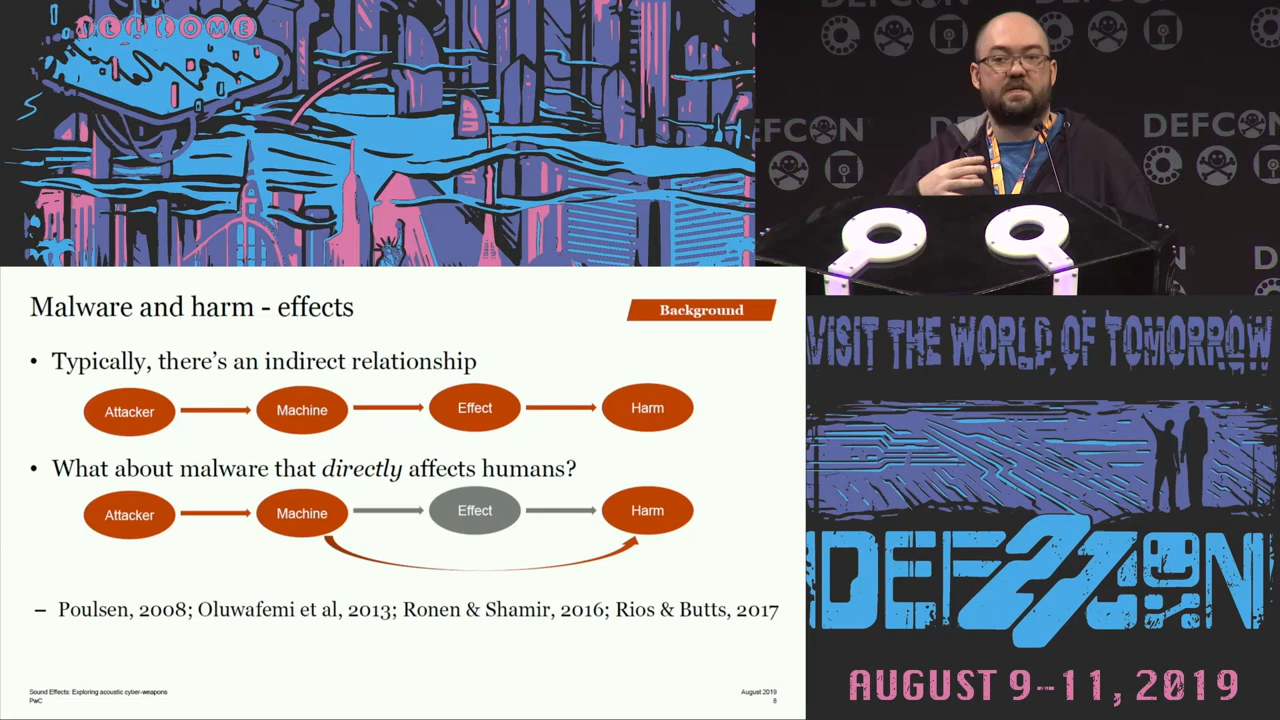 WELCOME
DEFCON
DEFCON
Malware and harm - effects
Background
• Typically, there's an indirect relationship
Attacker Machine Effect Harm
• What about malware that directly affects humans?
Attacker Machine Effect Harm
– Poulsen, 2008; Oluwafemi et al, 2013; Ronen & Shamir, 2016; Rios & Butts, 2017
Sound Effects: Exploring acoustic cyber-weapons
PwC
August 2019
8
VISIT THE WORLD OF TOMORROW
DEF27CON
AUGUST 9-11, 2019